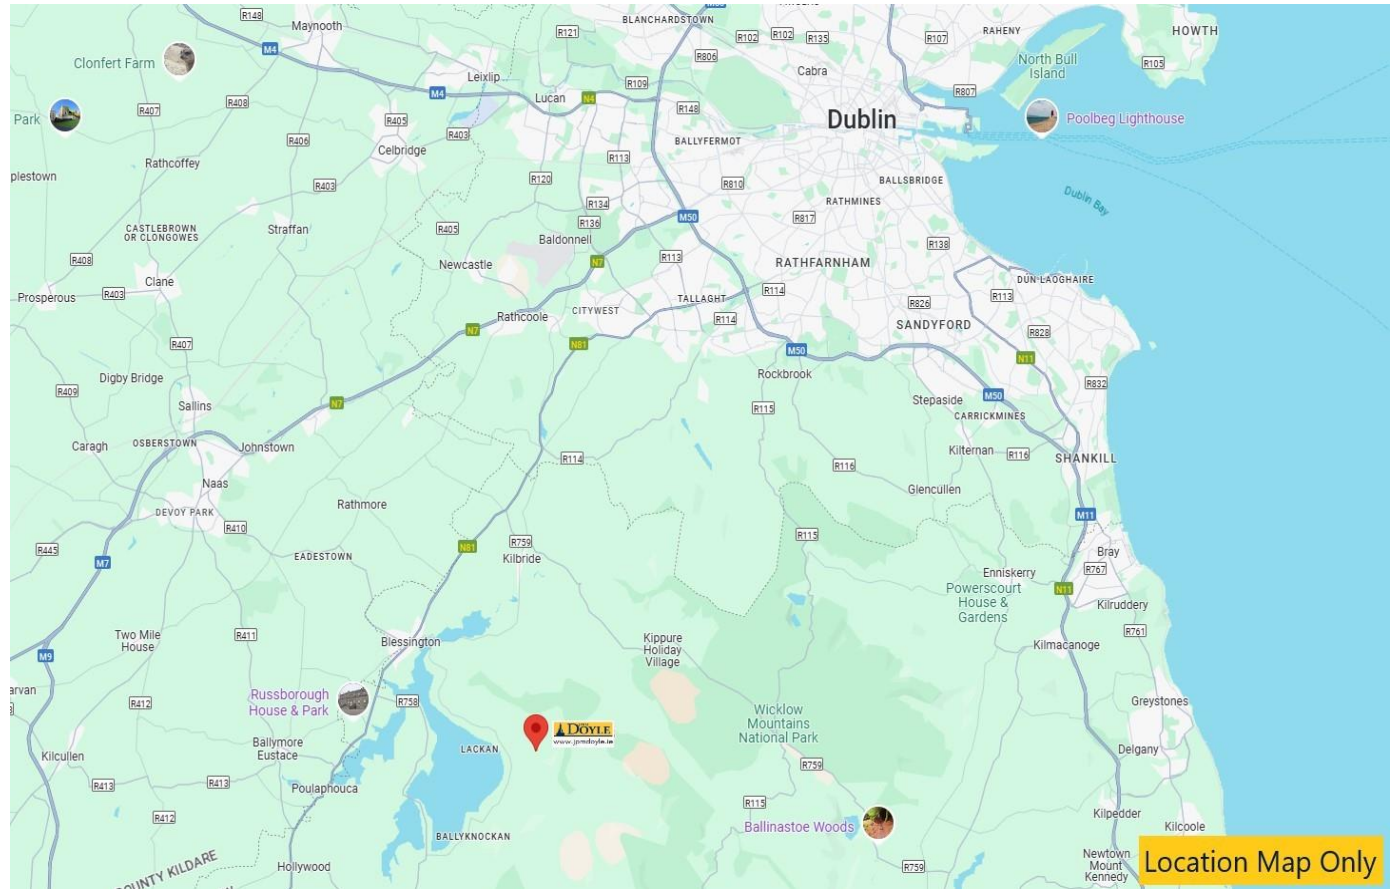 R148
Maynooth
M4
Clonfert Farm
R407
R408
Park
R406
Rathcoffey
plestown
R403
CASTLEBROWN
OR CLONGOWES
Straffan
R408
Clane
Prosperous
R403
R407
Digby Bridge
R409
Sallins
Caragh
OSBERSTOWN
Johnstown
Naas
DEVOY PARK
R410
R445
M7
Rathmore
EADESTOWN
Two Mile
House
R411
M9
arvan
R412
Russborough
House & Park
Kilcullen
Ballymore
Eustace
R413
R413
Poulaphouca
R412
COUNTY KILDARE
Hollywood
R121
BLANCHARDSTOWN
R102
R102
R135
R107
RAHENY
HOWTH
R105
R806
Cabra
North Bull
Island
Leixlip
R109
M4
Lucan
N4
R807
R148
Dublin
Poolbeg Lighthouse
R405
R403
Celbridge
BALLYFERMOT
R113
R120
R810
BALLSBRIDGE
RATHMINES
Dublin Bay
R134
R136
M50
R817
R405
Baldonnell
R138
Newcastle
N7
R113
RATHFARNHAM
DUN LAOGHAIRE
TALLAGHT
R114
R826
R113
CITYWEST
Rathcoole
R114
SANDYFORD
R828
N7
N81
M50
N11
Rockbrook
R832
N7
R115
Stepaside
M50
CARRICKMINES
Kilternan
R116
SHANKILL
R114
R116
Glencullen
M11
R115
N81
R759
Kilbride
Bray
R767
Enniskerry
Powerscourt
House &
Gardens
N11
Kilruddery
R761
Blessington
Kippure
Holiday
Village
Kilmacanoge
R758
Greystones
Wicklow
Mountains
National Park
DOYLE
www.jpmdoyle.ie
LACKAN
Delgany
R759
R115
Ballinastoe Woods
BALLYKNOCKAN
Kilpedder
Kilcoole
R759
Newtown
Mount
Kennedy
Location Map Only